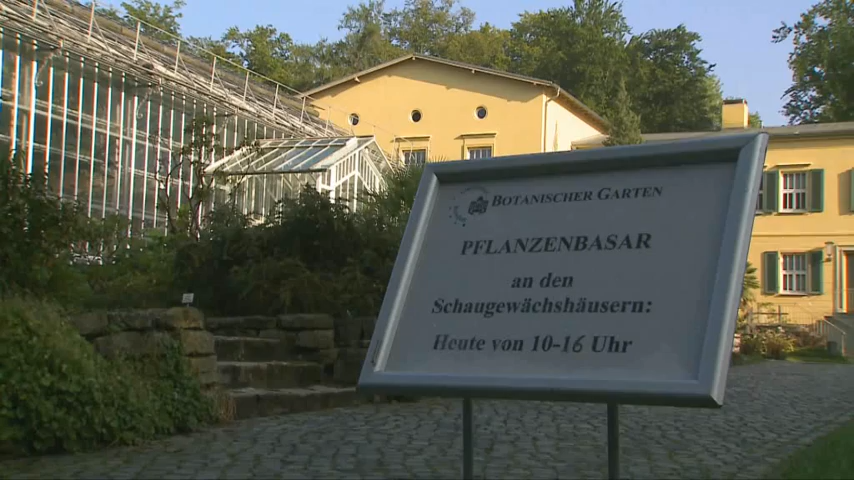 BOTANISCHER GARTEN
PFLANZENBASAR
an den
Schaugewächshäusern:
Heute von 10-16 Uhr